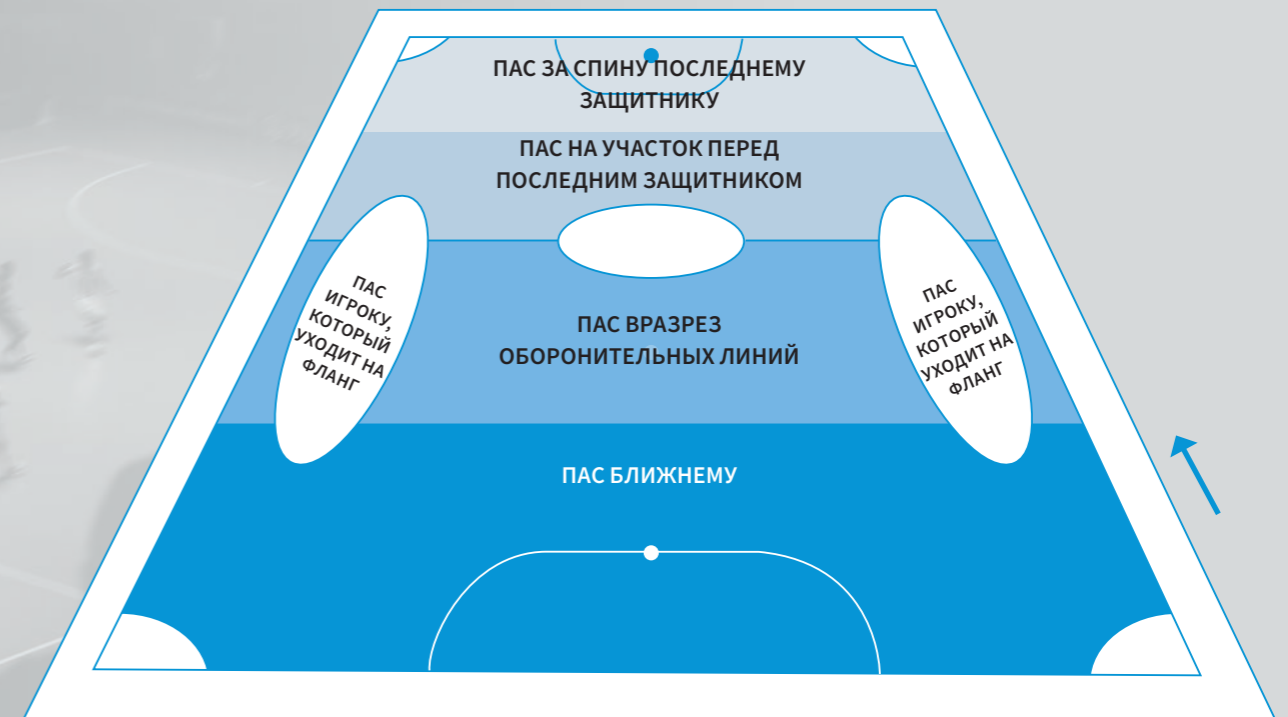 ПАС ЗА СПИНУ ПОСЛЕДНЕМУ
ЗАЩИТНИКУ
ПАС НА УЧАСТОК ПЕРЕД
ПОСЛЕДНИМ ЗАЩИТНИКОМ
ПАС
ИГРОКУ,
КОТОРЫЙ
УХОДИТ НА
ФЛАНГ
ПАС ВРАЗРЕЗ
ОБОРОНИТЕЛЬНЫХ ЛИНИЙ
ПАС
ИГРОКУ,
КОТОРЫЙ
УХОДИТ НА
ФЛАНГ
ПАС БЛИЖНЕМУ